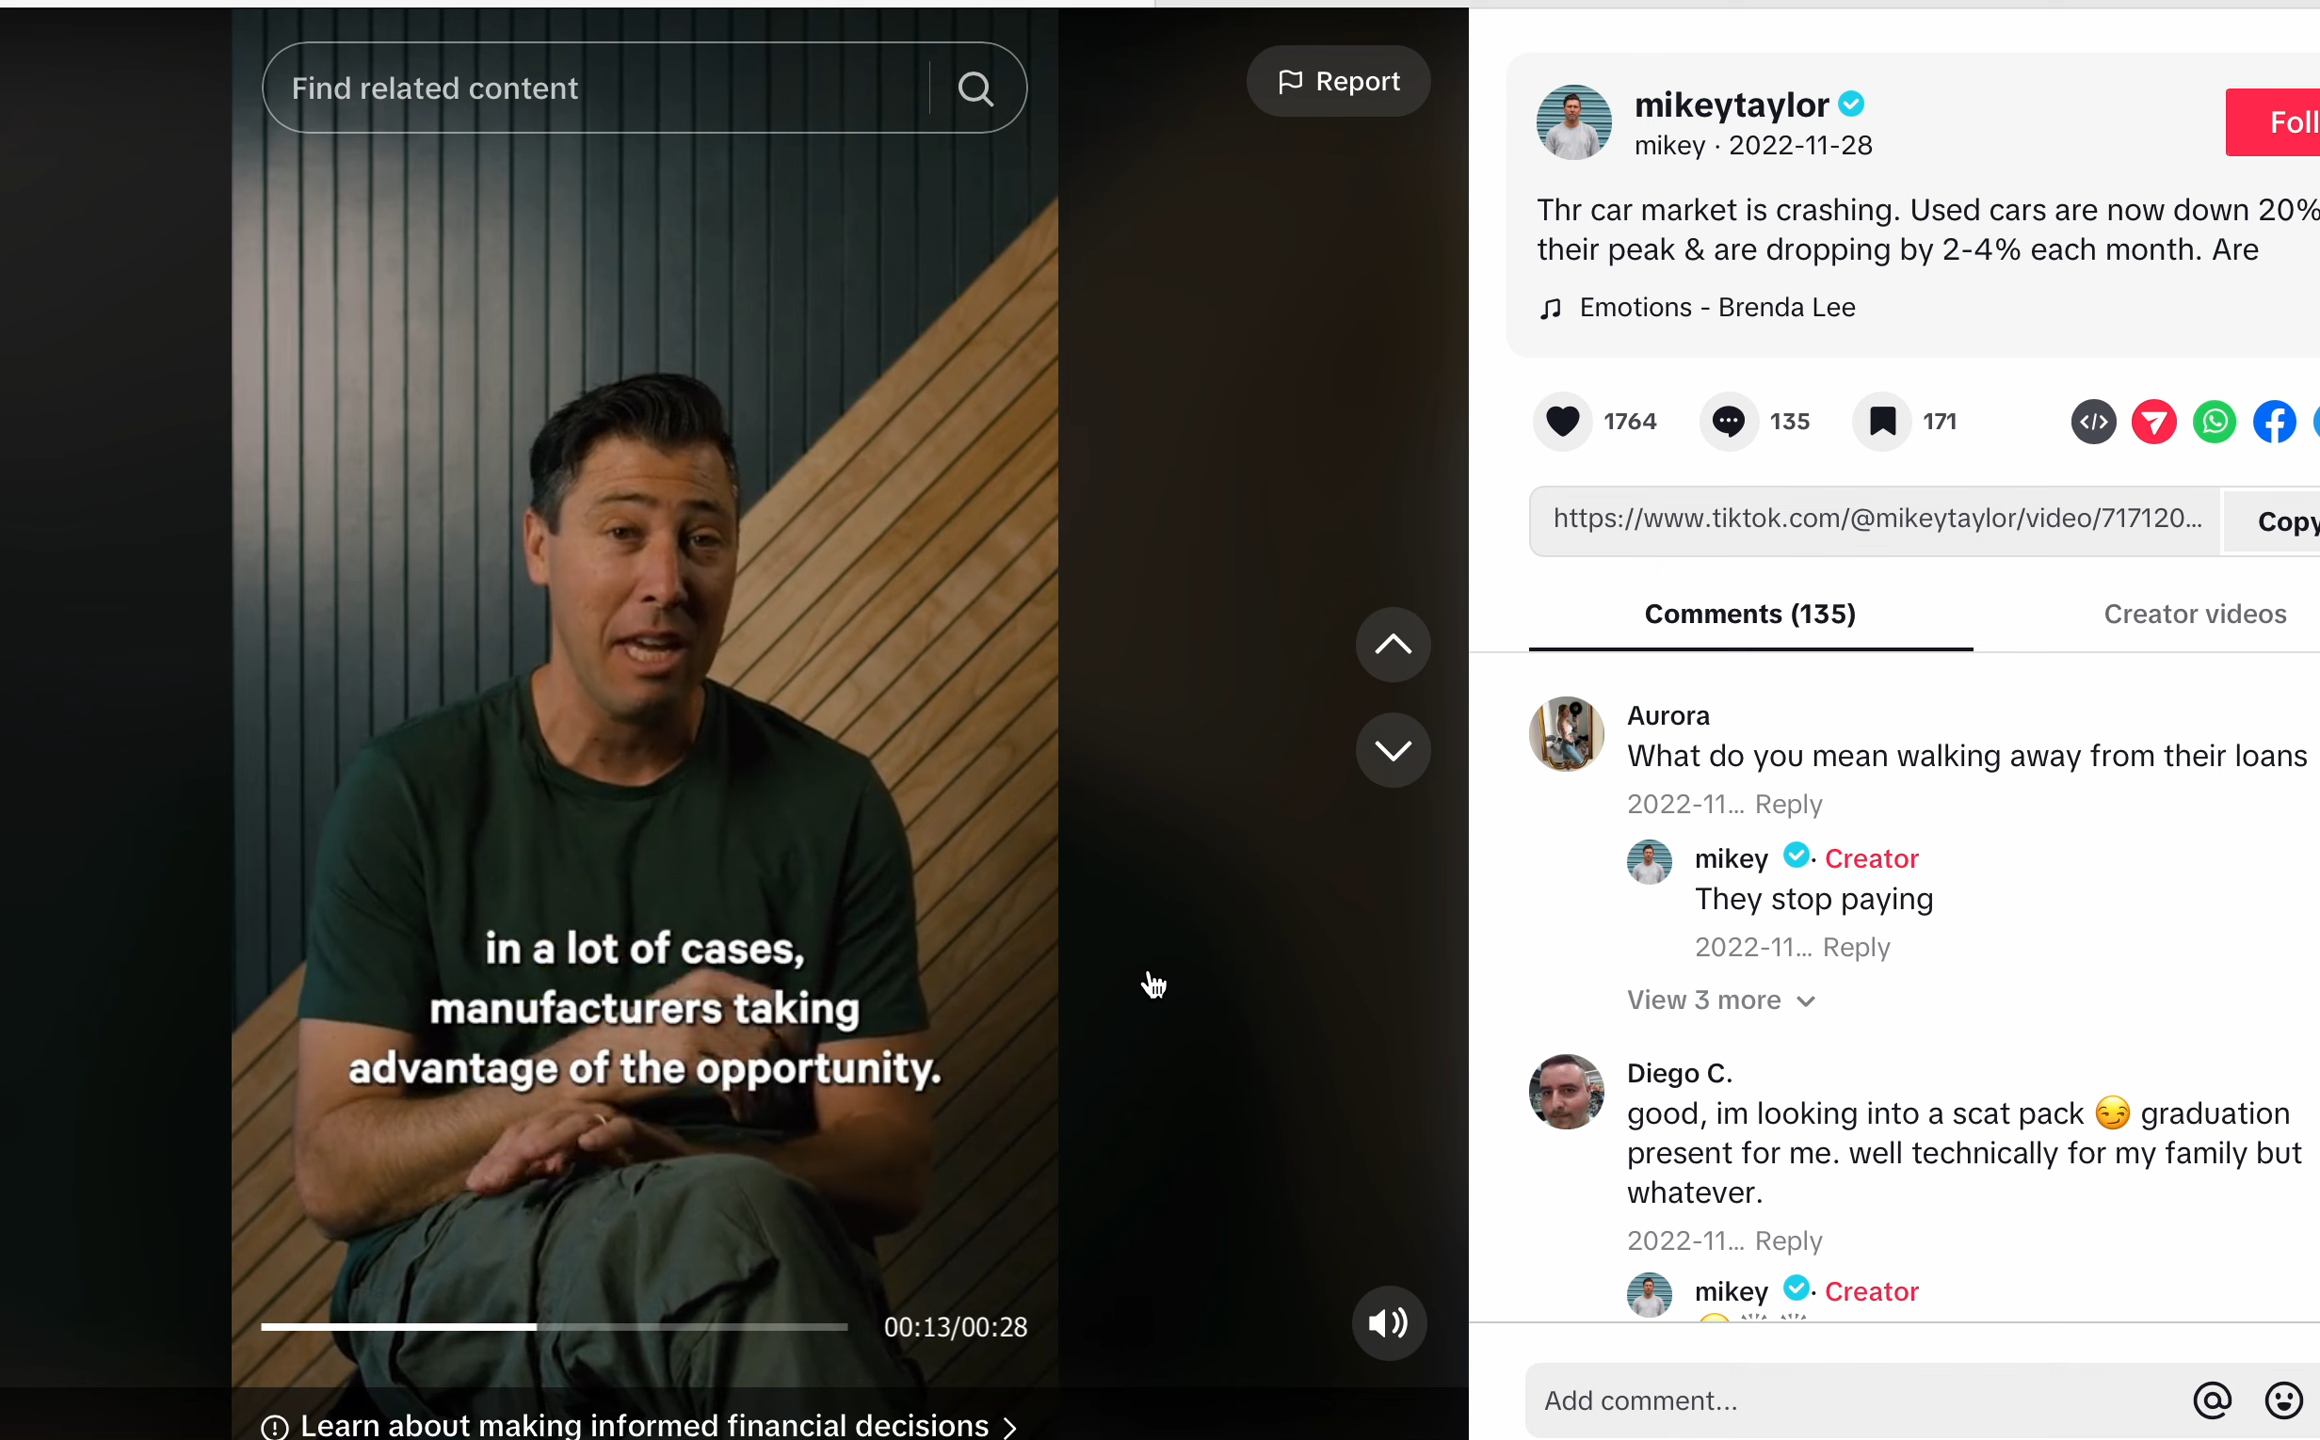 Find related content
Report
in a lot of cases,
manufacturers taking
advantage of the opportunity.
00:13/00:28
Learn about making informed financial decisions
mikeytaylor
mikey · 2022-11-28
Foll
Thr car market is crashing. Used cars are now down 20%
their peak & are dropping by 2-4% each month. Are
Emotions - Brenda Lee
1764
135
171
https://www.tiktok.com/@mikeytaylor/video/717120...
Copy
Comments (135)
Creator videos
Aurora
What do you mean walking away from their loans
2022-11... Reply
mikey · Creator
They stop paying
2022-11... Reply
View 3 more
Diego C.
good, im looking into a scat pack 😏 graduation
present for me. well technically for my family but
whatever.
2022-11... Reply
mikey · Creator
Add comment...